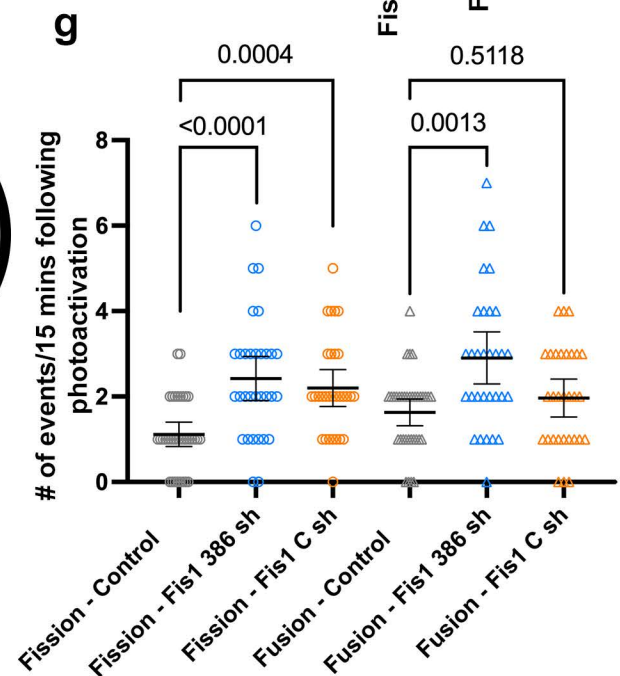 g
Fis
F
0.0004
0.5118
<0.0001
0.0013
# of events/15 mins following
photoactivation
8
6
4
2
0
Fission - Control
Fission - Fis1 386 sh
Fission - Fis1 C sh
Fusion - Control
Fusion - Fis1 386 sh
Fusion - Fis1 C sh